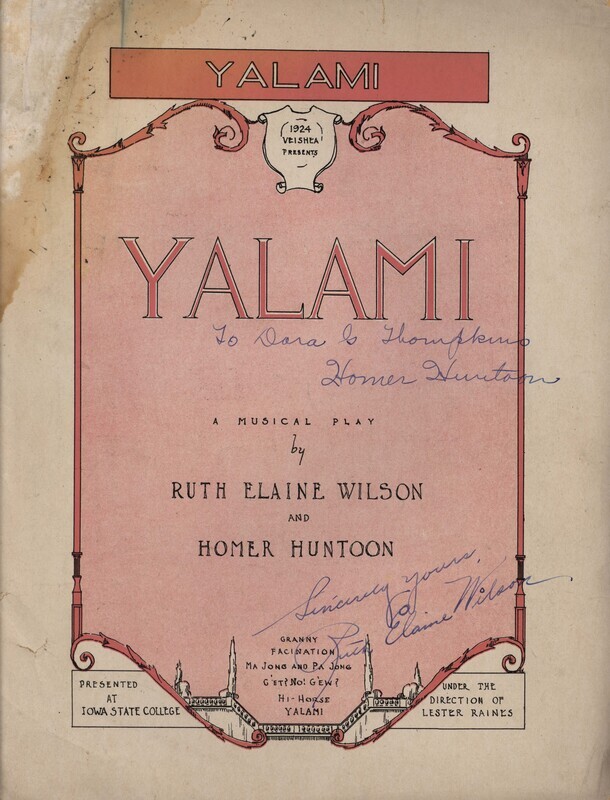 YALAMI
1924
VEISHEA
PRESENTS
YALAMI
To Dora G Thompkins
Homer Huntoon
A MUSICAL PLAY
by
RUTH ELAINE WILSON
AND
HOMER HUNTOON
Sincerely yours,
Ruth Elaine Wilson.
GRANNY
FACINATION
MA JONG AND PA JONG
C'ET? NO! G'EW?
HI-HORSE
YALAMI
PRESENTED
AT
IOWA STATE COLLEGE
UNDER THE
DIRECTION OF
LESTER RAINES